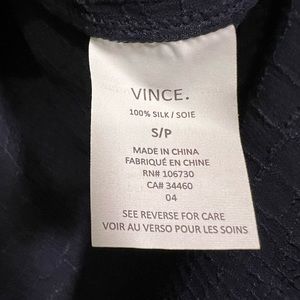 VINCE.
100% SILK / SOIE
S/P
MADE IN CHINA
FABRIQUÉ EN CHINE
RN# 106730
CA# 34460
04
SEE REVERSE FOR CARE
VOIR AU VERSO POUR LES SOINS